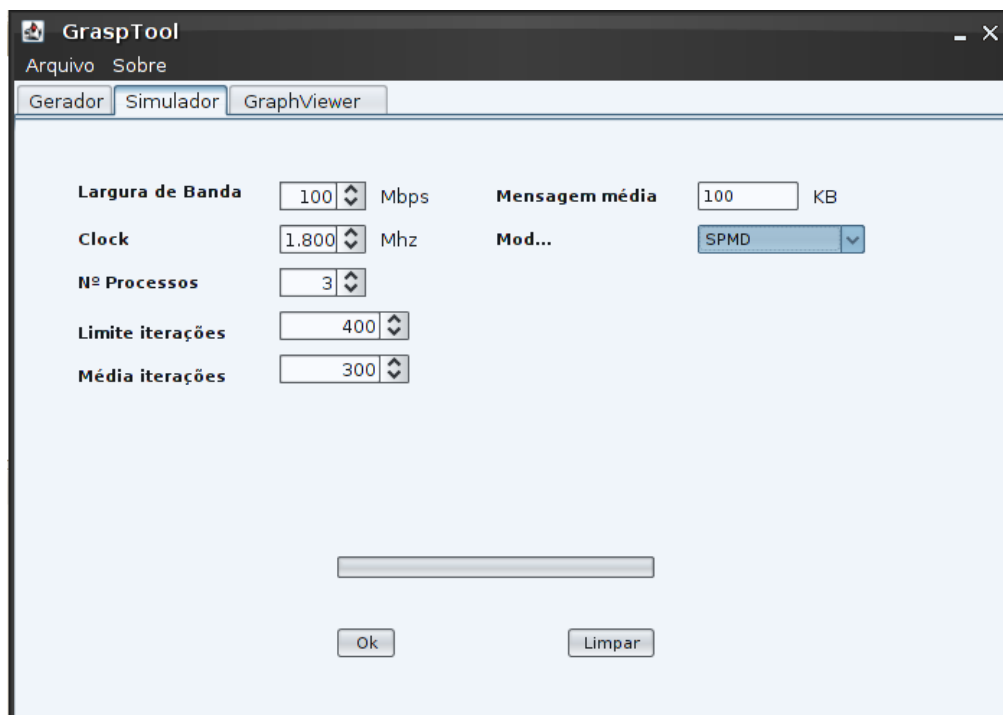 GraspTool
Arquivo Sobre
Gerador Simulador GraphViewer
Largura de Banda 100 Mbps Mensagem média 100 KB
Clock 1.800 Mhz Mod... SPMD
Nº Processos 3
Limite iterações 400
Média iterações 300
Ok Limpar